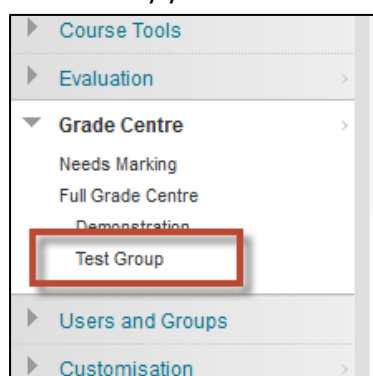 Course Tools
Evaluation
Grade Centre
Needs Marking
Full Grade Centre
Demonstration
Test Group
Users and Groups
Customisation